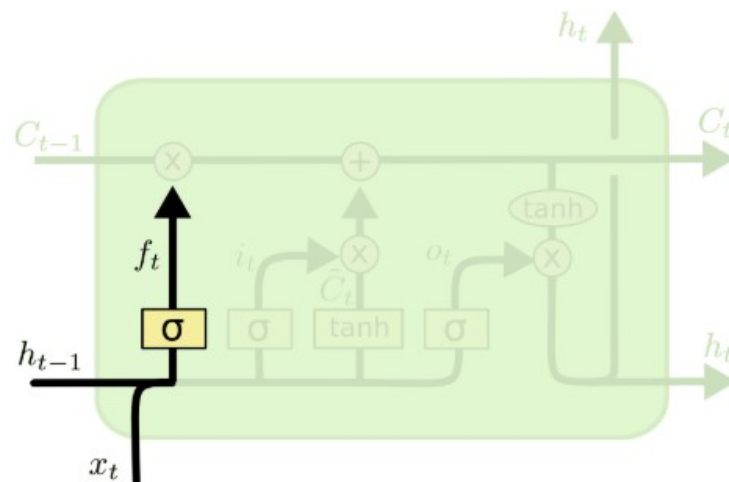 h_t
C_{t-1} × + C_t
tanh
f_t i_t × o_t ×
C̃_t
σ σ tanh σ
h_{t-1} h_t
x_t